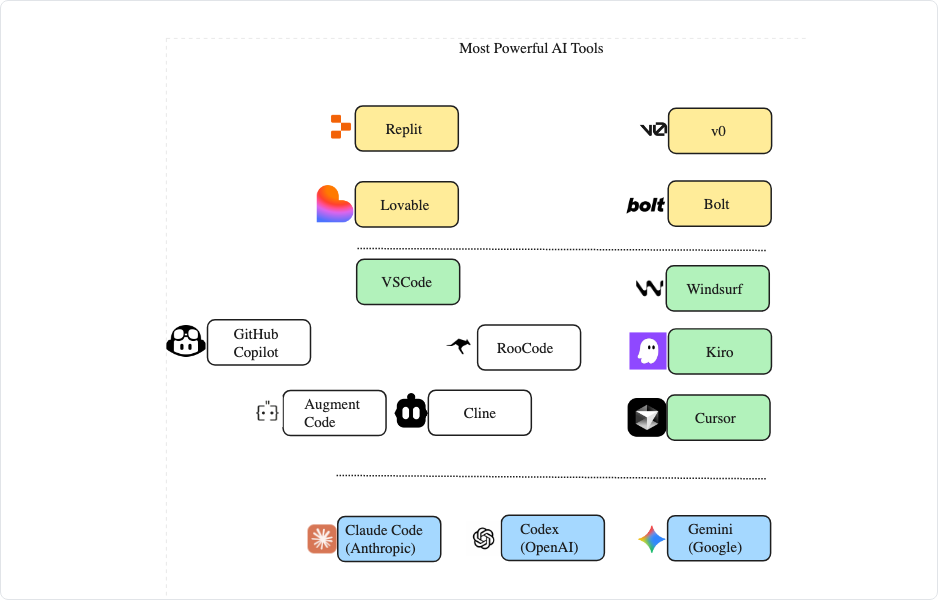 Most Powerful AI Tools
Replit
v0
v0
Lovable
bolt
Bolt
VSCode
Windsurf
GitHub
Copilot
RooCode
Kiro
Augment
Code
Cline
Cursor
Claude Code
(Anthropic)
Codex
(OpenAI)
Gemini
(Google)